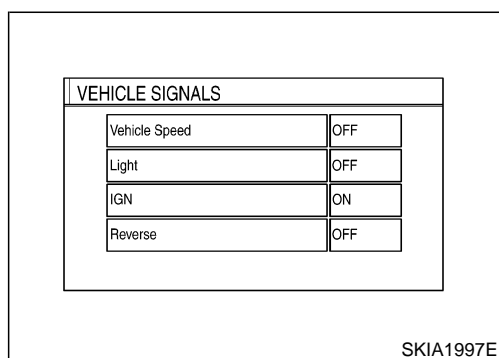 VEHICLE SIGNALS
Vehicle Speed OFF
Light OFF
IGN ON
Reverse OFF
SKIA1997E